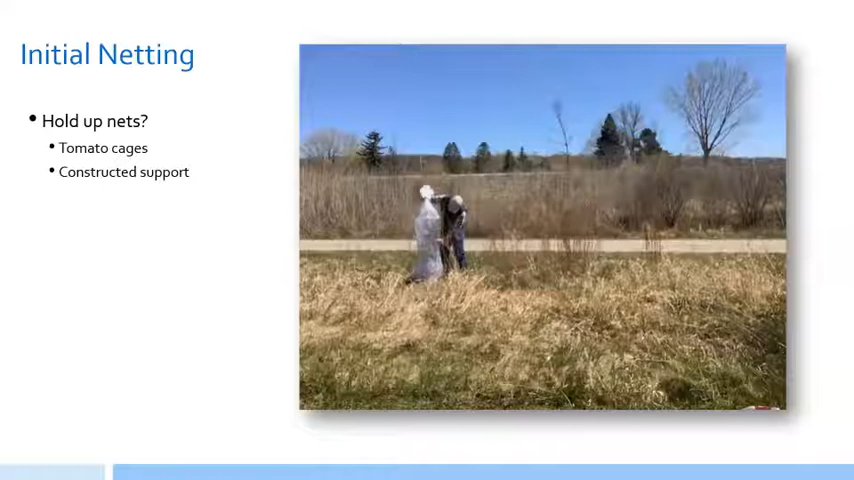 Initial Netting
• Hold up nets?
• Tomato cages
• Constructed support